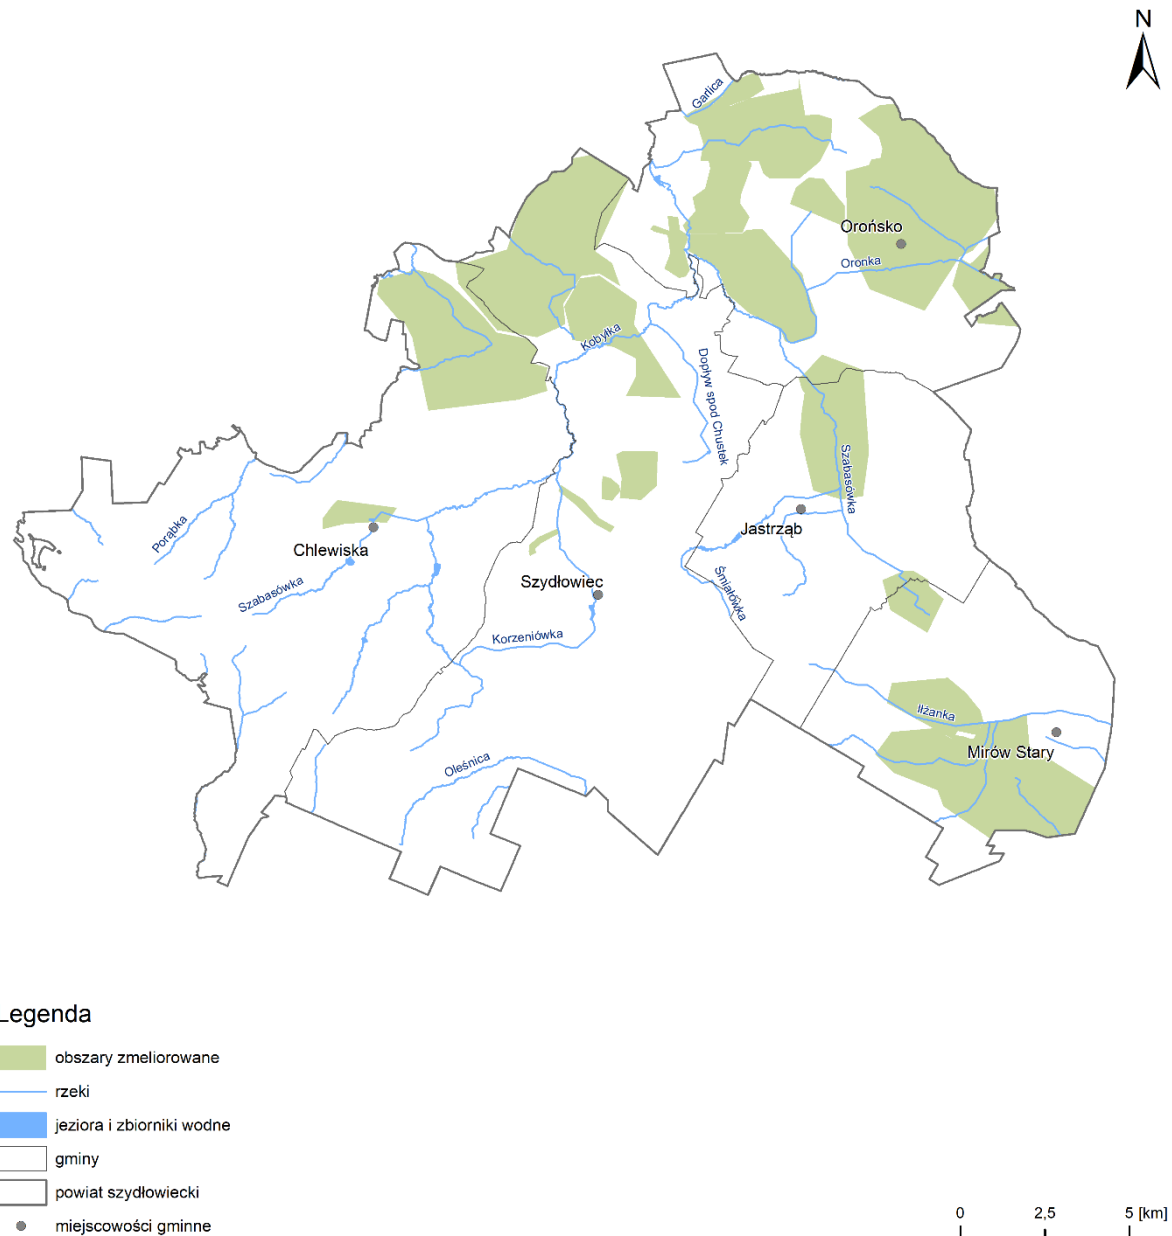 N
Garlica
Orońsko
Oronka
Kobyłka
Dopływ spod Chustek
Szabasówka
Jastrząb
Porąbka
Chlewiska
Szabasówka
Szydłowiec
Śmiałówka
Korzeniówka
Iłżanka
Mirów Stary
Oleśnica
Legenda
obszary zmeliorowane
rzeki
jeziora i zbiorniki wodne
gminy
powiat szydłowiecki
miejscowości gminne
0 2,5 5 [km]